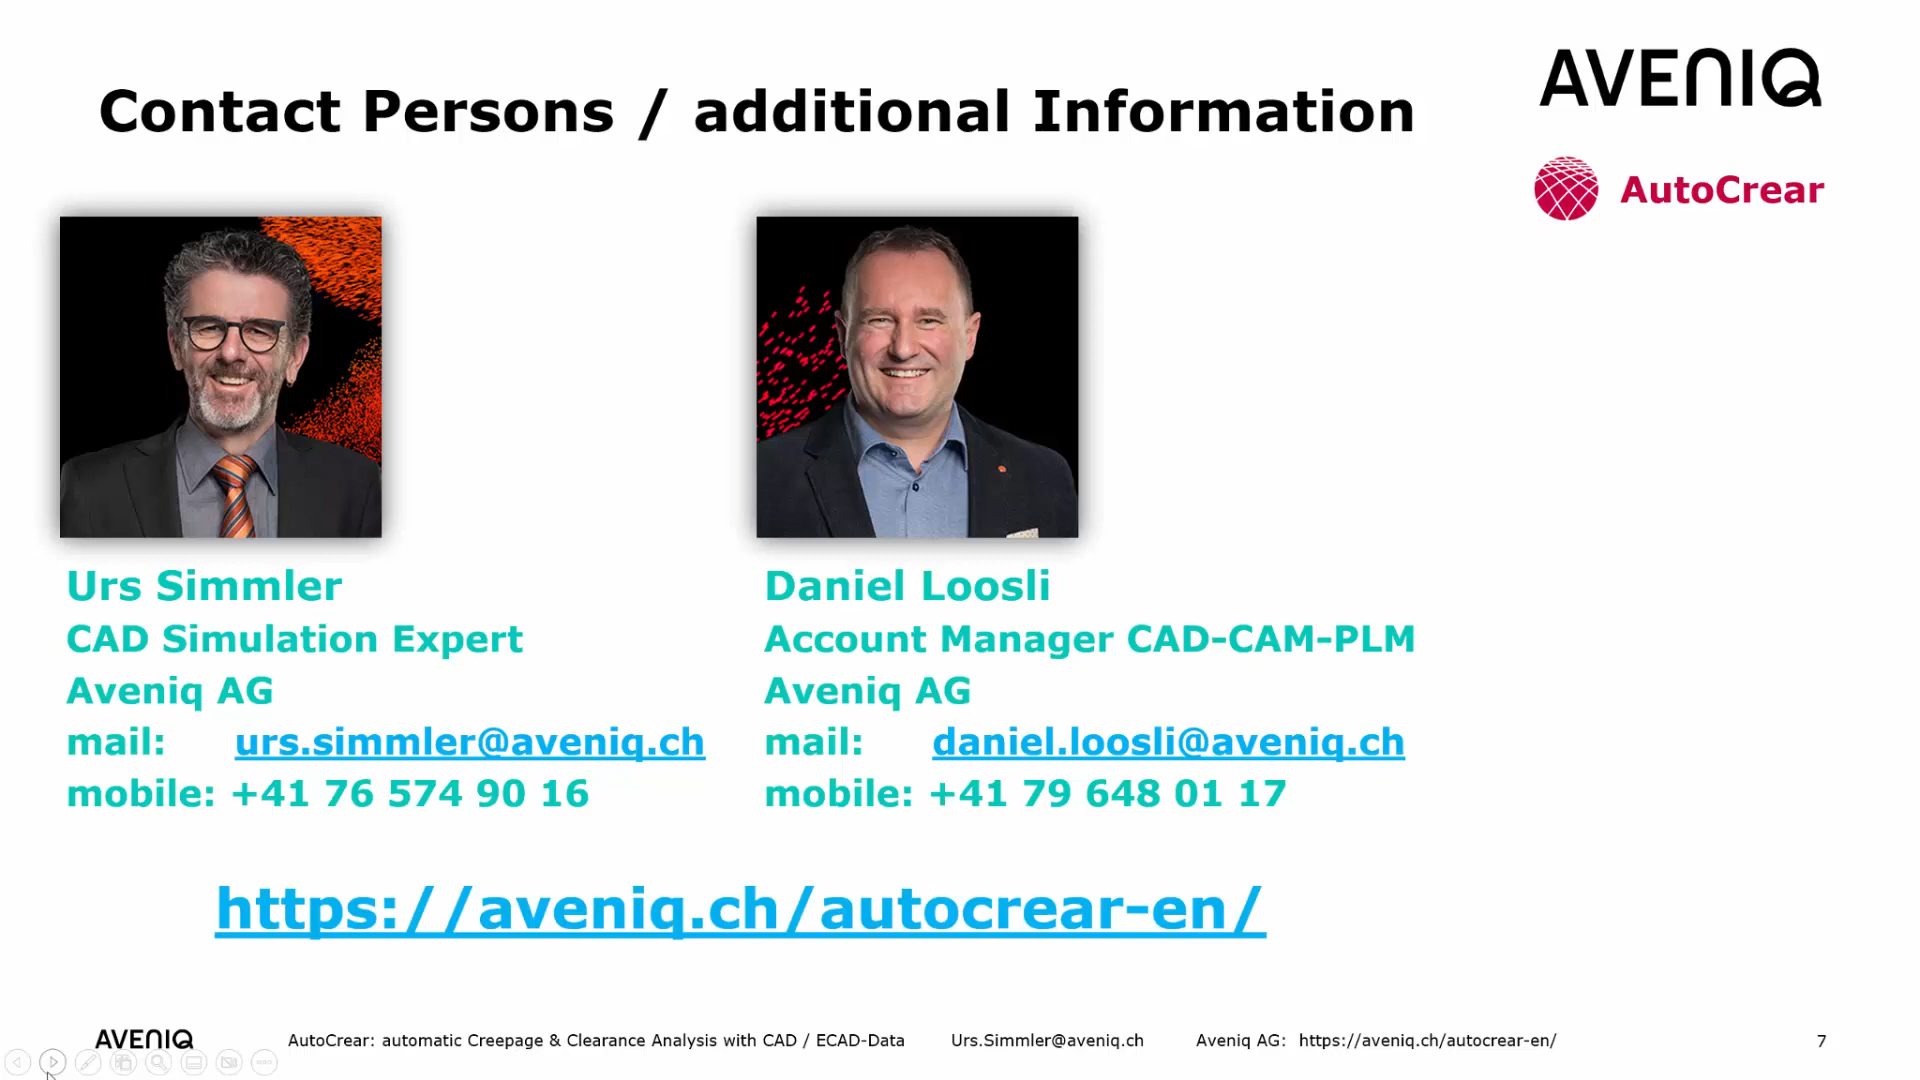 Contact Persons / additional Information
AVENIQ
AutoCrear
Urs Simmler
CAD Simulation Expert
Aveniq AG
mail: urs.simmler@aveniq.ch
mobile: +41 76 574 90 16
Daniel Loosli
Account Manager CAD-CAM-PLM
Aveniq AG
mail: daniel.loosli@aveniq.ch
mobile: +41 79 648 01 17
https://aveniq.ch/autocrear-en/
AVENIQ AutoCrear: automatic Creepage & Clearance Analysis with CAD / ECAD-Data Urs.Simmler@aveniq.ch Aveniq AG: https://aveniq.ch/autocrear-en/ 7